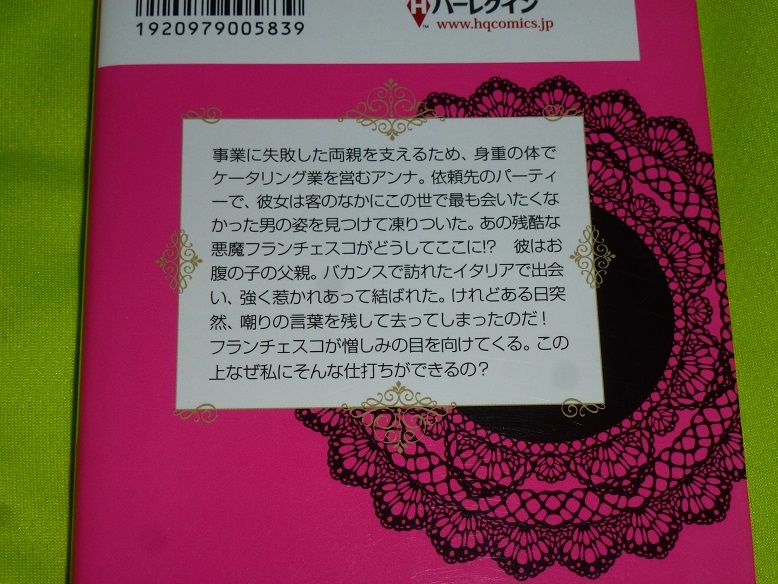 1920979005839
ハーレクイン
www.hqcomics.jp
事業に失敗した両親を支えるため、身重の体で
ケータリング業を営むアンナ。依頼先のパーティ
ーで、彼女は客のなかにこの世で最も会いたくな
かった男の姿を見つけて凍りついた。あの残酷な
悪魔フランチェスコがどうしてここに!? 彼はお
腹の子の父親。バカンスで訪れたイタリアで出会
い、強く惹かれあって結ばれた。けれどある日突
然、嘲りの言葉を残して去ってしまったのだ！
フランチェスコが憎しみの目を向けてくる。この
上なぜ私にそんな仕打ちができるの？